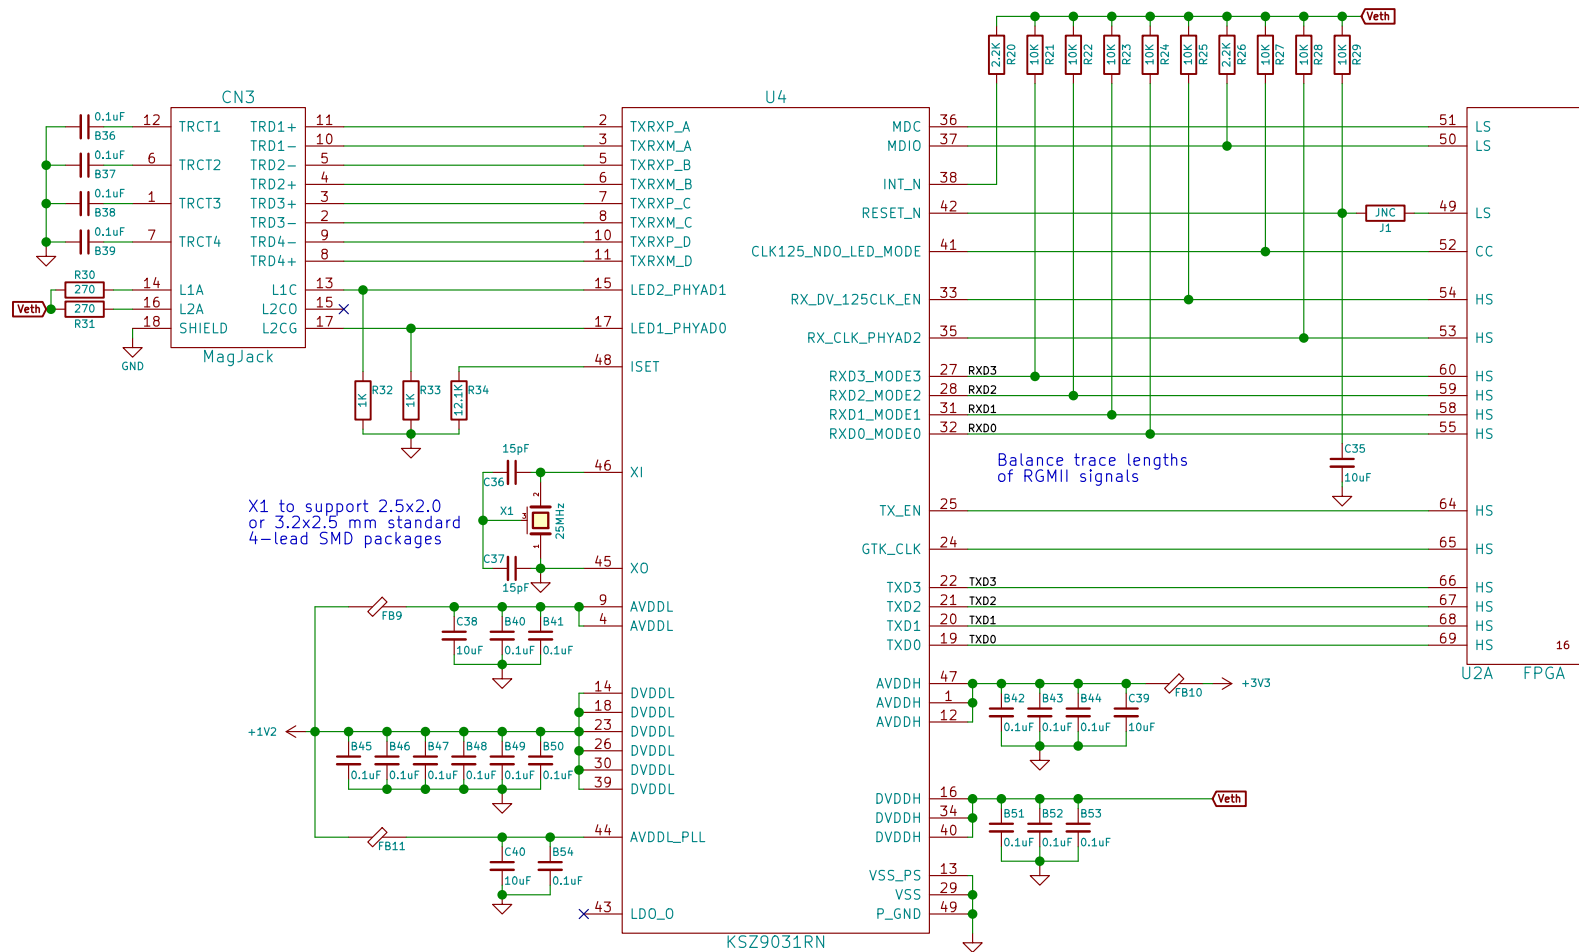 Veth
2.2K R20
10K R21
10K R22
10K R23
10K R24
10K R25
2.2K R26
10K R27
10K R28
10K R29
CN3
0.1uF
B36
0.1uF
B37
0.1uF
B38
0.1uF
B39
12 TRCT1 TRD1+ 11
TRD1- 10
6 TRCT2 TRD2- 5
TRD2+ 4
1 TRCT3 TRD3+ 3
TRD3- 2
7 TRCT4 TRD4- 9
TRD4+ 8
14 L1A L1C 13
16 L2A L2CO 15
18 SHIELD L2CG 17
MagJack
R30
270
Veth
270
R31
GND
1K R32
1K R33
12.1K R34
U4
2 TXRXP_A
3 TXRXM_A
5 TXRXP_B
6 TXRXM_B
7 TXRXP_C
8 TXRXM_C
10 TXRXP_D
11 TXRXM_D
15 LED2_PHYAD1
17 LED1_PHYAD0
48 ISET
46 XI
45 XO
9 AVDDL
4 AVDDL
14 DVDDL
18 DVDDL
23 DVDDL
26 DVDDL
30 DVDDL
39 DVDDL
44 AVDDL_PLL
43 LDO_O
MDC 36
MDIO 37
INT_N 38
RESET_N 42
CLK125_NDO_LED_MODE 41
RX_DV_125CLK_EN 33
RX_CLK_PHYAD2 35
RXD3_MODE3 27 RXD3
RXD2_MODE2 28 RXD2
RXD1_MODE1 31 RXD1
RXD0_MODE0 32 RXD0
TX_EN 25
GTK_CLK 24
TXD3 22 TXD3
TXD2 21 TXD2
TXD1 20 TXD1
TXD0 19 TXD0
AVDDH 47
AVDDH 1
AVDDH 12
DVDDH 16
DVDDH 34
DVDDH 40
VSS_PS 13
VSS 29
P_GND 49
KSZ9031RN
15pF
C36
X1
2
3
1
25MHz
C37
15pF
X1 to support 2.5x2.0
or 3.2x2.5 mm standard
4-lead SMD packages
FB9
C38
10uF
B40
0.1uF
B41
0.1uF
+1V2
B45
0.1uF
B46
0.1uF
B47
0.1uF
B48
0.1uF
B49
0.1uF
B50
0.1uF
FB11
C40
10uF
B54
0.1uF
Balance trace lengths
of RGMII signals
JNC
J1
C35
10uF
51 LS
50 LS
49 LS
52 CC
54 HS
53 HS
60 HS
59 HS
58 HS
55 HS
64 HS
65 HS
66 HS
67 HS
68 HS
69 HS
16
U2A FPGA
B42
0.1uF
B43
0.1uF
B44
0.1uF
C39
10uF
FB10
+3V3
Veth
B51
0.1uF
B52
0.1uF
B53
0.1uF